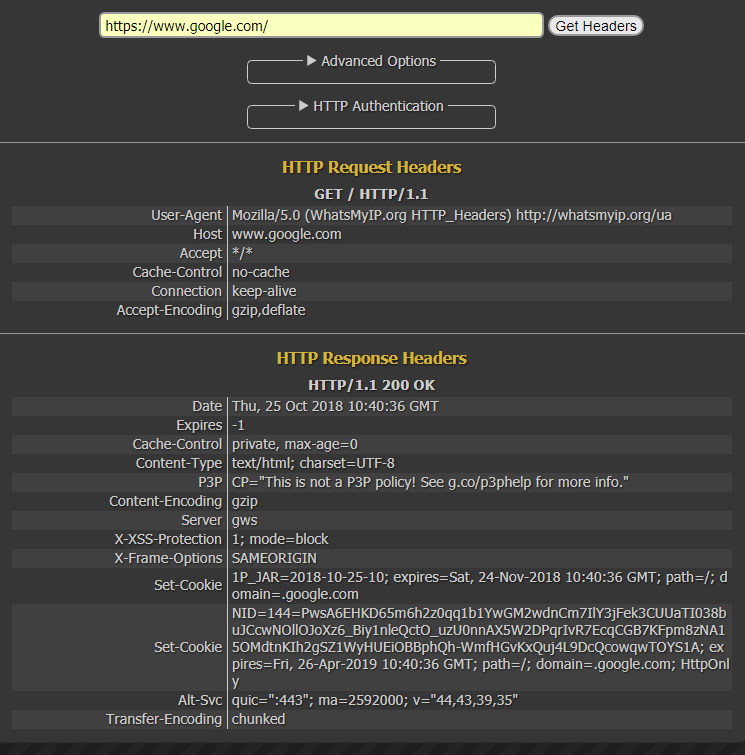 https://www.google.com/ Get Headers
▶ Advanced Options
▶ HTTP Authentication
HTTP Request Headers
GET / HTTP/1.1
User-Agent Mozilla/5.0 (WhatsMyIP.org HTTP_Headers) http://whatsmyip.org/ua
Host www.google.com
Accept */*
Cache-Control no-cache
Connection keep-alive
Accept-Encoding gzip,deflate
HTTP Response Headers
HTTP/1.1 200 OK
Date Thu, 25 Oct 2018 10:40:36 GMT
Expires -1
Cache-Control private, max-age=0
Content-Type text/html; charset=UTF-8
P3P CP="This is not a P3P policy! See g.co/p3phelp for more info."
Content-Encoding gzip
Server gws
X-XSS-Protection 1; mode=block
X-Frame-Options SAMEORIGIN
Set-Cookie 1P_JAR=2018-10-25-10; expires=Sat, 24-Nov-2018 10:40:36 GMT; path=/; d
omain=.google.com
Set-Cookie NID=144=PwsA6EHKD65m6h2z0qq1b1YwGM2wdnCm7IlY3jFek3CUUaTI038b
uJCcwNOllOJoXz6_Biy1nleQctO_uzU0nnAX5W2DPqrIvR7EcqCGB7KFpm8zNA1
5OMdtnKIh2gSZ1WyHUEiOBBphQh-WmfHGvKxQuj4L9DcQcowqwTOYS1A; ex
pires=Fri, 26-Apr-2019 10:40:36 GMT; path=/; domain=.google.com; HttpOnl
y
Alt-Svc quic=":443"; ma=2592000; v="44,43,39,35"
Transfer-Encoding chunked